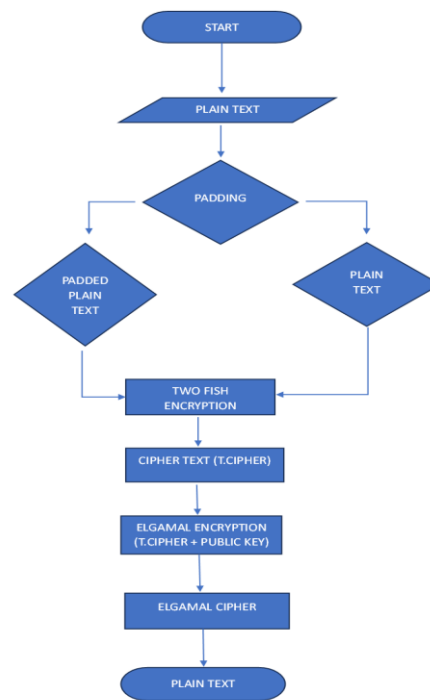 START
PLAIN TEXT
PADDING
PADDED
PLAIN
TEXT
PLAIN
TEXT
TWO FISH
ENCRYPTION
CIPHER TEXT (T.CIPHER)
ELGAMAL ENCRYPTION
(T.CIPHER + PUBLIC KEY)
ELGAMAL CIPHER
PLAIN TEXT